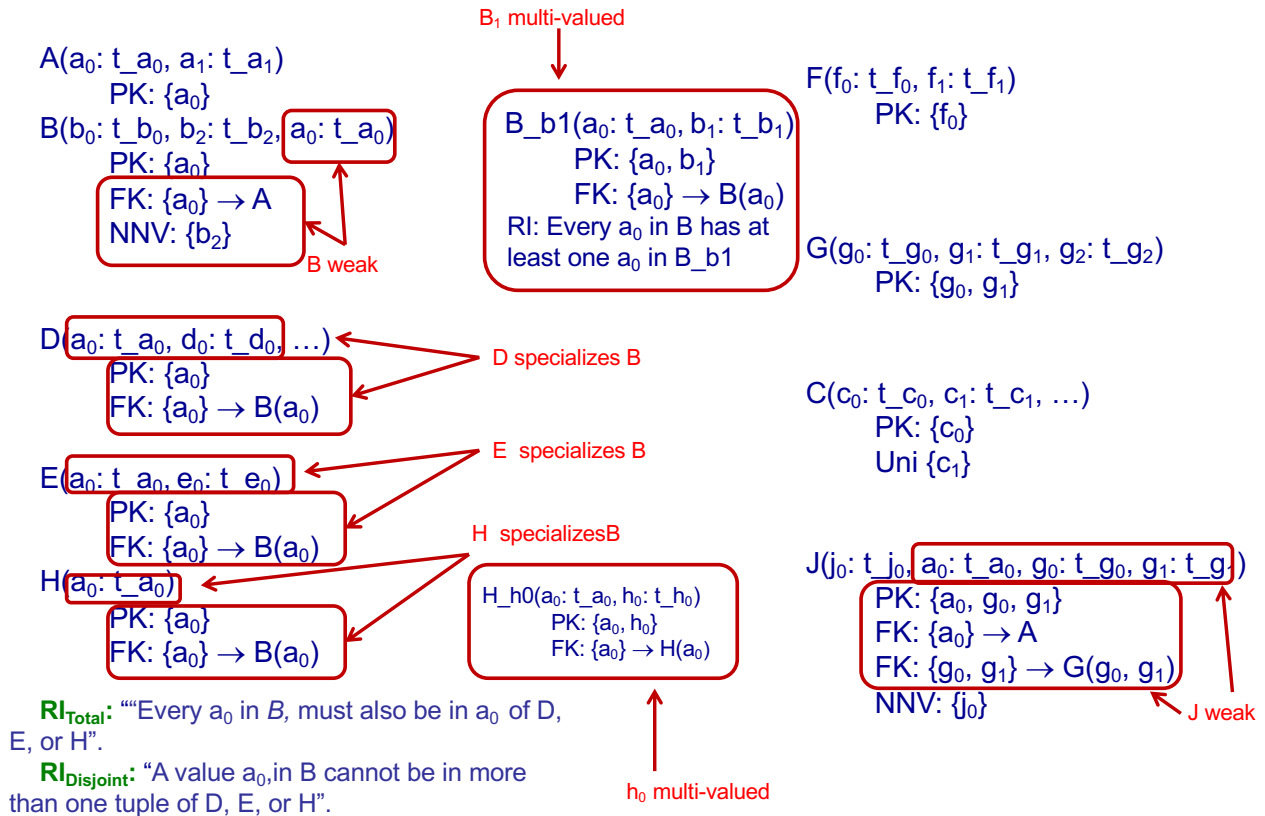 B₁ multi-valued
A(a₀: t_a₀, a₁: t_a₁)
PK: {a₀}
B(b₀: t_b₀, b₂: t_b₂, a₀: t_a₀)
PK: {a₀}
FK: {a₀} → A
NNV: {b₂}
B weak
B_b1(a₀: t_a₀, b₁: t_b₁)
PK: {a₀, b₁}
FK: {a₀} → B(a₀)
RI: Every a₀ in B has at
least one a₀ in B_b1
F(f₀: t_f₀, f₁: t_f₁)
PK: {f₀}
G(g₀: t_g₀, g₁: t_g₁, g₂: t_g₂)
PK: {g₀, g₁}
D(a₀: t_a₀, d₀: t_d₀, …)
PK: {a₀}
FK: {a₀} → B(a₀)
D specializes B
C(c₀: t_c₀, c₁: t_c₁, …)
PK: {c₀}
Uni {c₁}
E specializes B
E(a₀: t_a₀, e₀: t_e₀)
PK: {a₀}
FK: {a₀} → B(a₀)
H specializesB
H(a₀: t_a₀)
PK: {a₀}
FK: {a₀} → B(a₀)
H_h0(a₀: t_a₀, h₀: t_h₀)
PK: {a₀, h₀}
FK: {a₀} → H(a₀)
J(j₀: t_j₀, a₀: t_a₀, g₀: t_g₀, g₁: t_g₁)
PK: {a₀, g₀, g₁}
FK: {a₀} → A
FK: {g₀, g₁} → G(g₀, g₁)
NNV: {j₀}
J weak
RI_Total: ““Every a₀ in B, must also be in a₀ of D,
E, or H”.
RI_Disjoint: “A value a₀,in B cannot be in more
than one tuple of D, E, or H”.
h₀ multi-valued